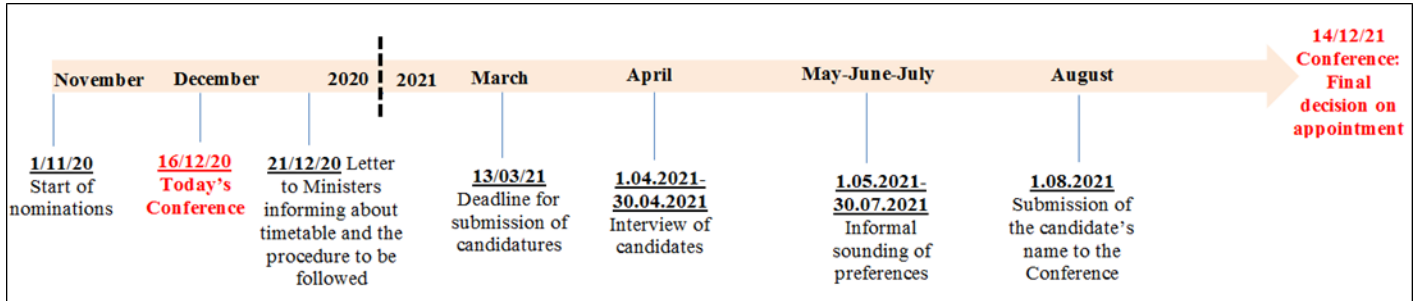 November
December
2020
2021
March
April
May-June-July
August
14/12/21
Conference:
Final
decision on
appointment
1/11/20
Start of
nominations
16/12/20
Today's
Conference
21/12/20 Letter
to Ministers
informing about
timetable and the
procedure to be
followed
13/03/21
Deadline for
submission of
candidatures
1.04.2021-
30.04.2021
Interview of
candidates
1.05.2021-
30.07.2021
Informal
sounding of
preferences
1.08.2021
Submission of
the candidate's
name to the
Conference